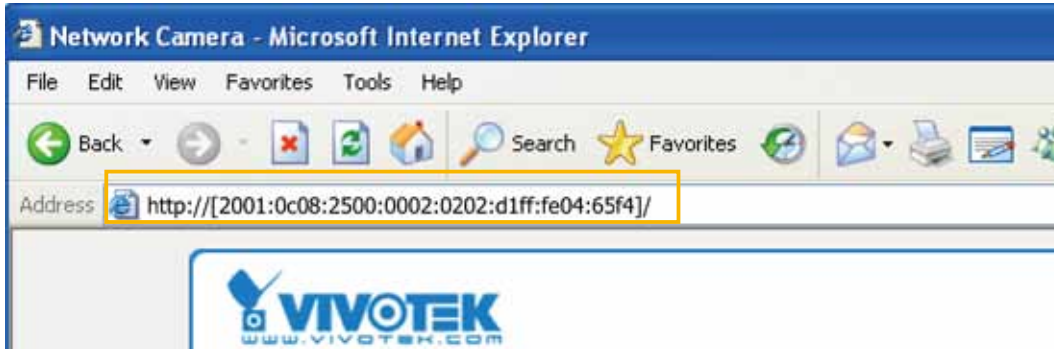 Network Camera - Microsoft Internet Explorer
File Edit View Favorites Tools Help
Back Search Favorites
Address http://[2001:0c08:2500:0002:0202:d1ff:fe04:65f4]/
VIVOTEK
www.vivotek.com